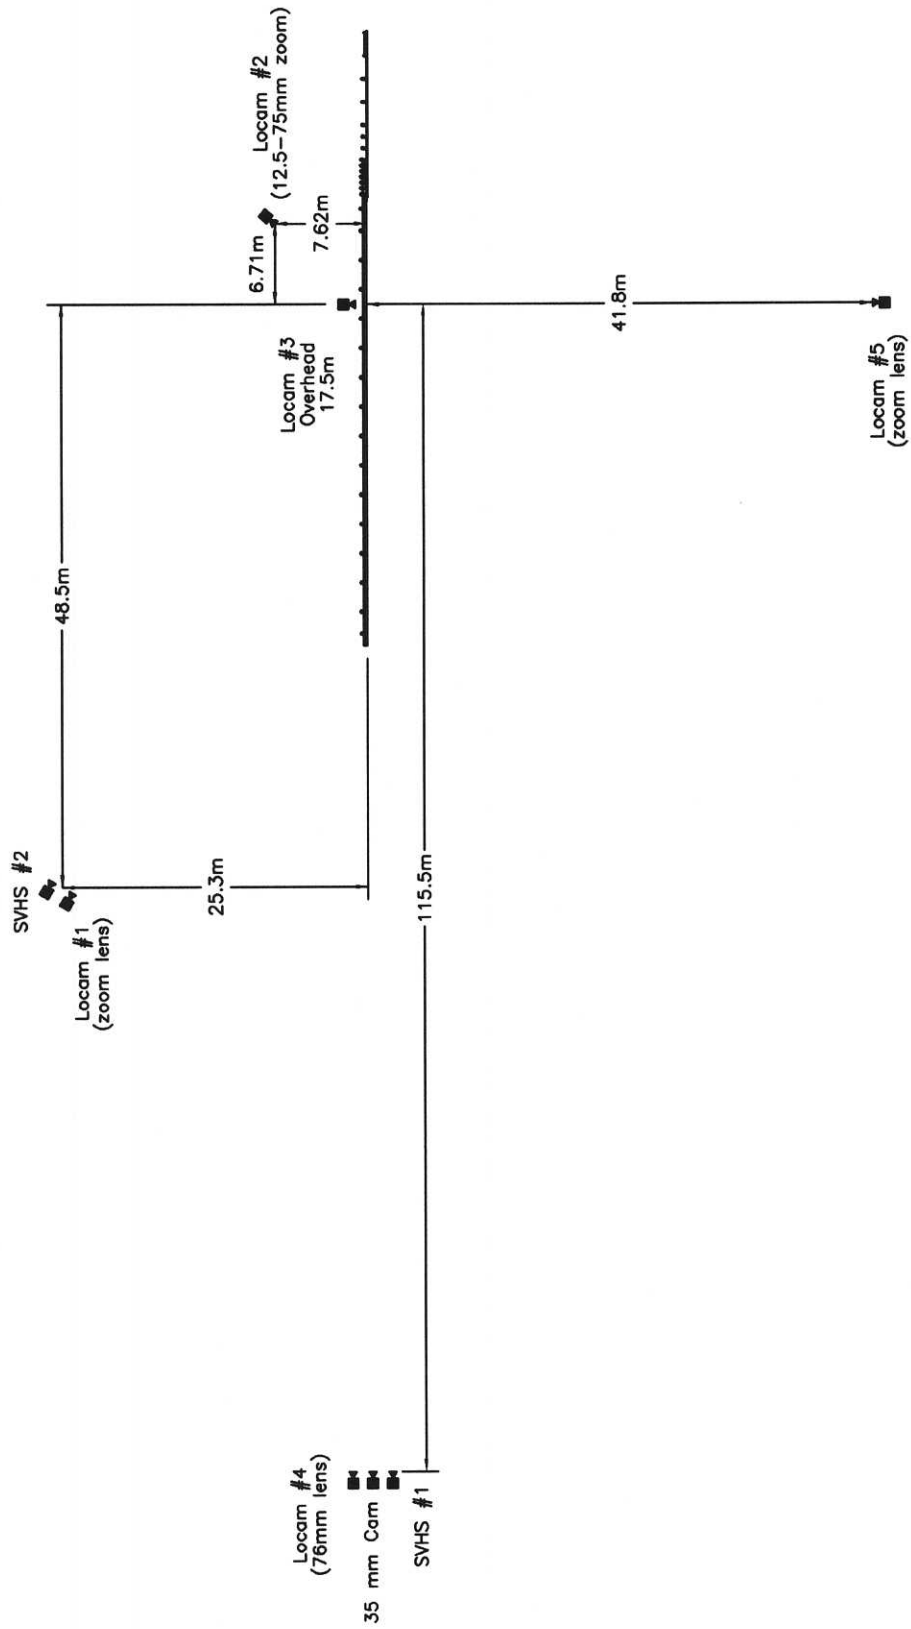 SVHS #2
Locam #1
(zoom lens)
48.5m
25.3m
Locam #2
(12.5-75mm zoom)
6.71m
7.62m
Locam #3
Overhead
17.5m
41.8m
Locam #5
(zoom lens)
115.5m
Locam #4
(76mm lens)
35 mm Cam
SVHS #1